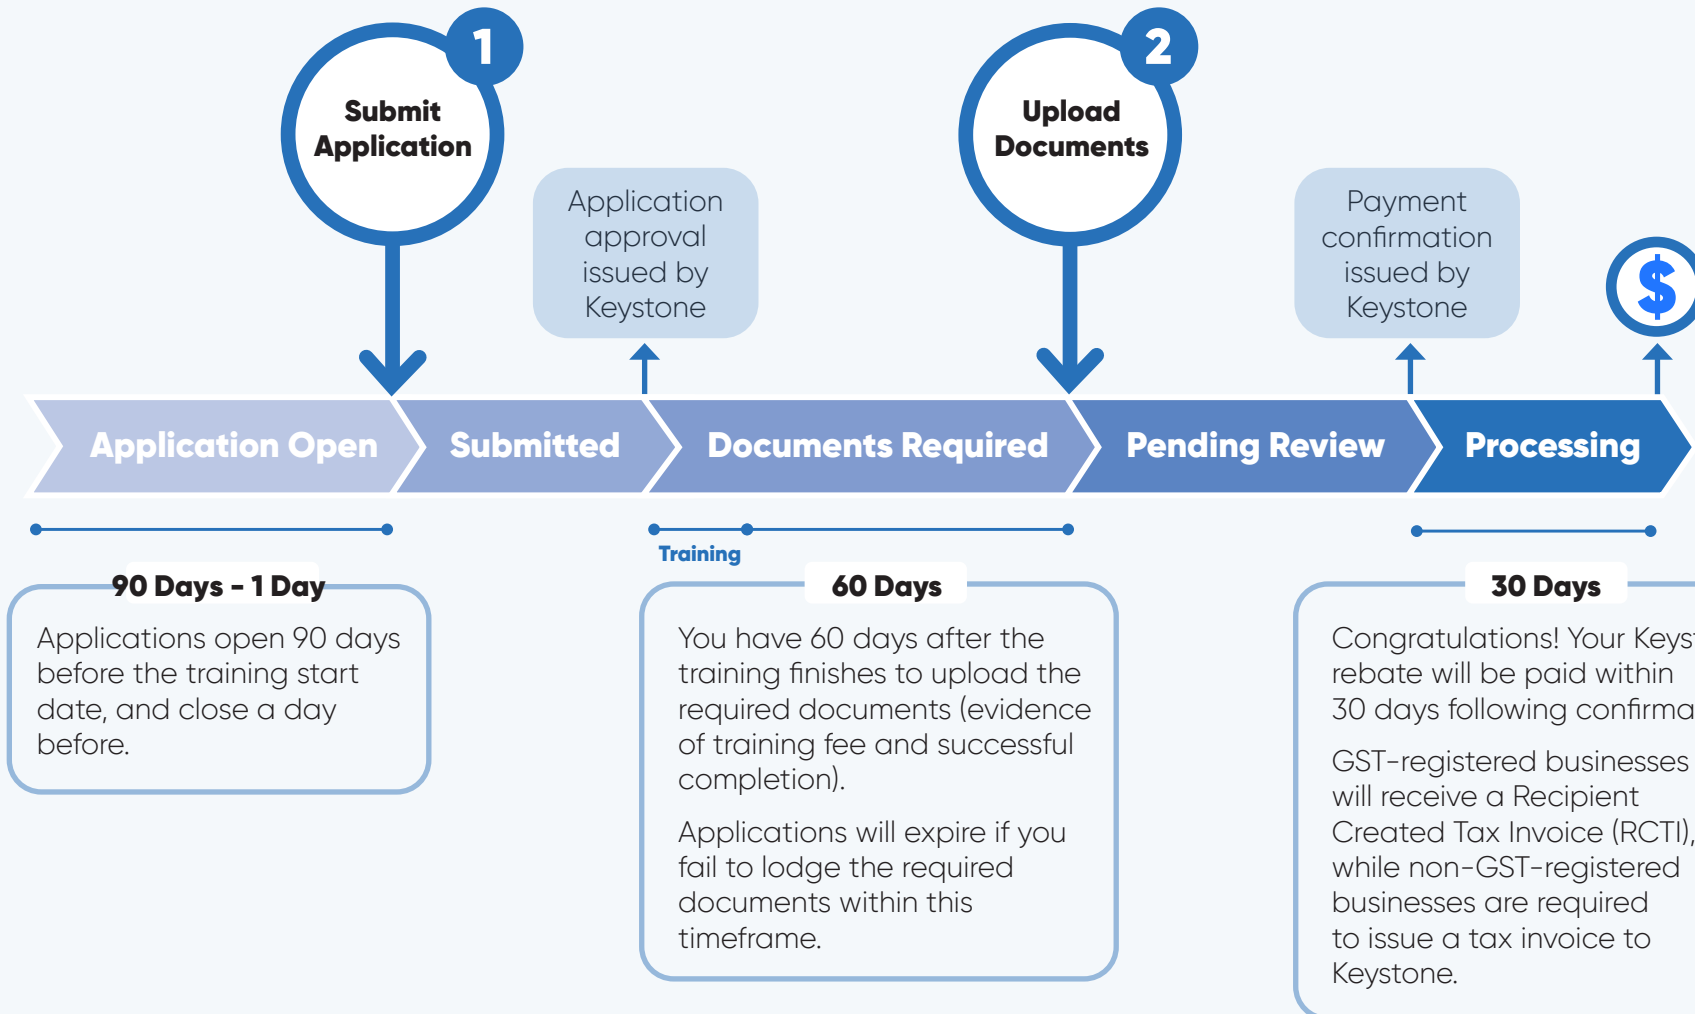 1
Submit
Application
2
Upload
Documents
Application
approval
issued by
Keystone
Payment
confirmation
issued by
Keystone
$
Application Open
Submitted
Documents Required
Pending Review
Processing
Training
90 Days - 1 Day
Applications open 90 days
before the training start
date, and close a day
before.
60 Days
You have 60 days after the
training finishes to upload the
required documents (evidence
of training fee and successful
completion).
Applications will expire if you
fail to lodge the required
documents within this
timeframe.
30 Days
Congratulations! Your
rebate will be paid within
30 days following
GST-registered businesses
will receive a Recipient
Created Tax Invoice (RCTI),
while non-GST-registered
businesses are required
to issue a tax invoice to
Keystone.